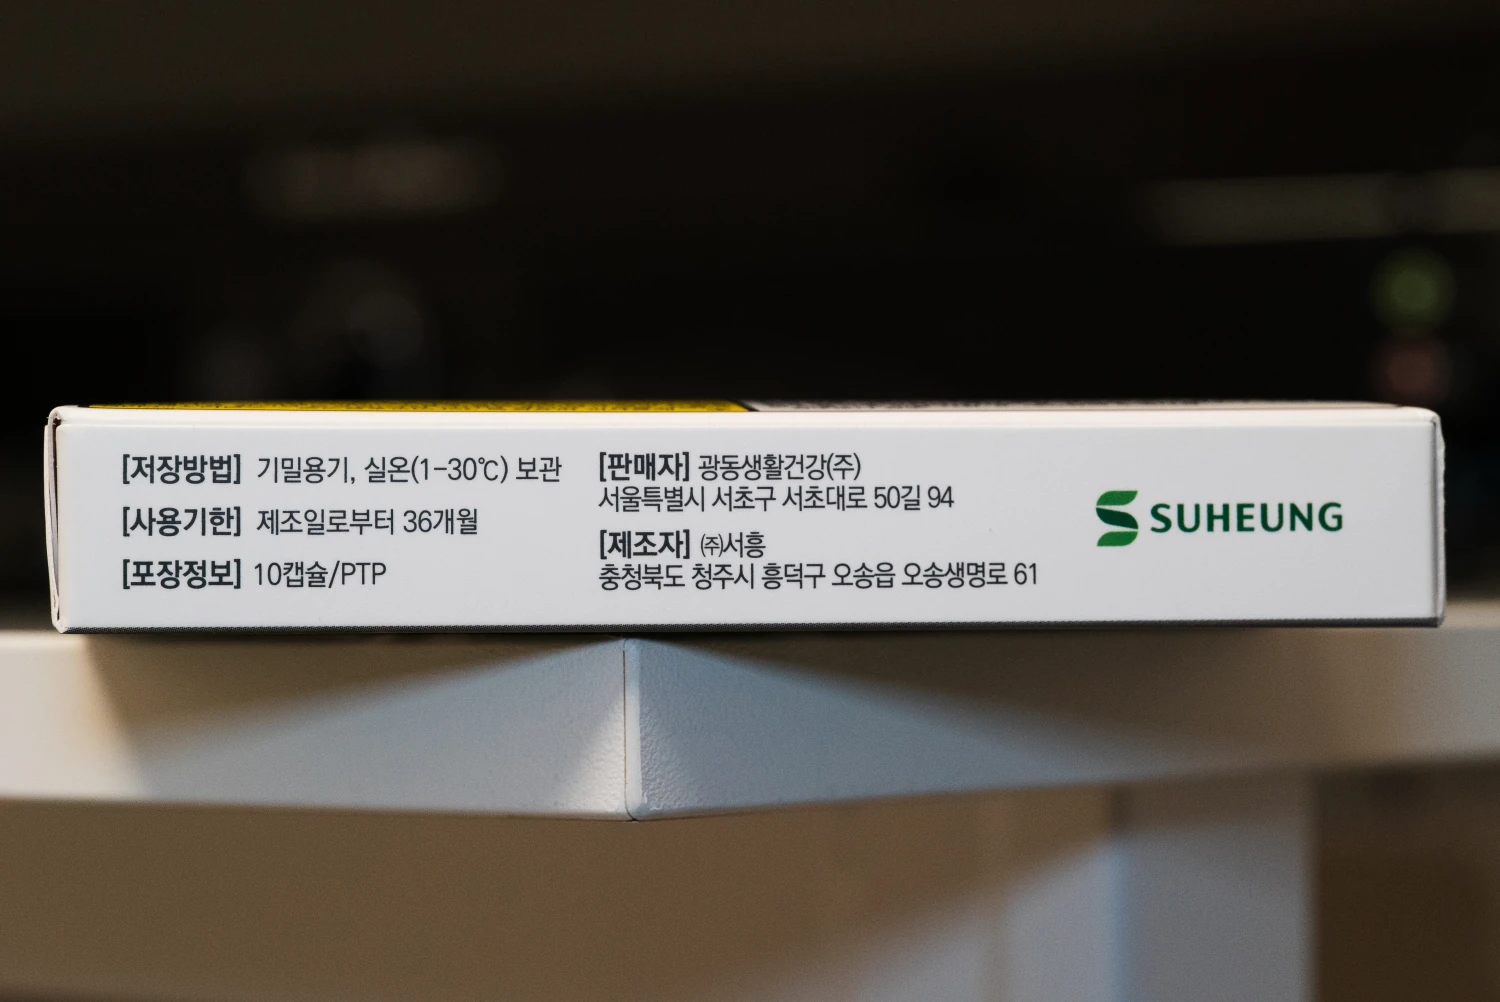 [저장방법] 기밀용기, 실온(1-30℃) 보관
[사용기한] 제조일로부터 36개월
[포장정보] 10캡슐/PTP
[판매자] 광동생활건강(주)
서울특별시 서초구 서초대로 50길 94
[제조자] ㈜서흥
충청북도 청주시 흥덕구 오송읍 오송생명로 61
SUHEUNG